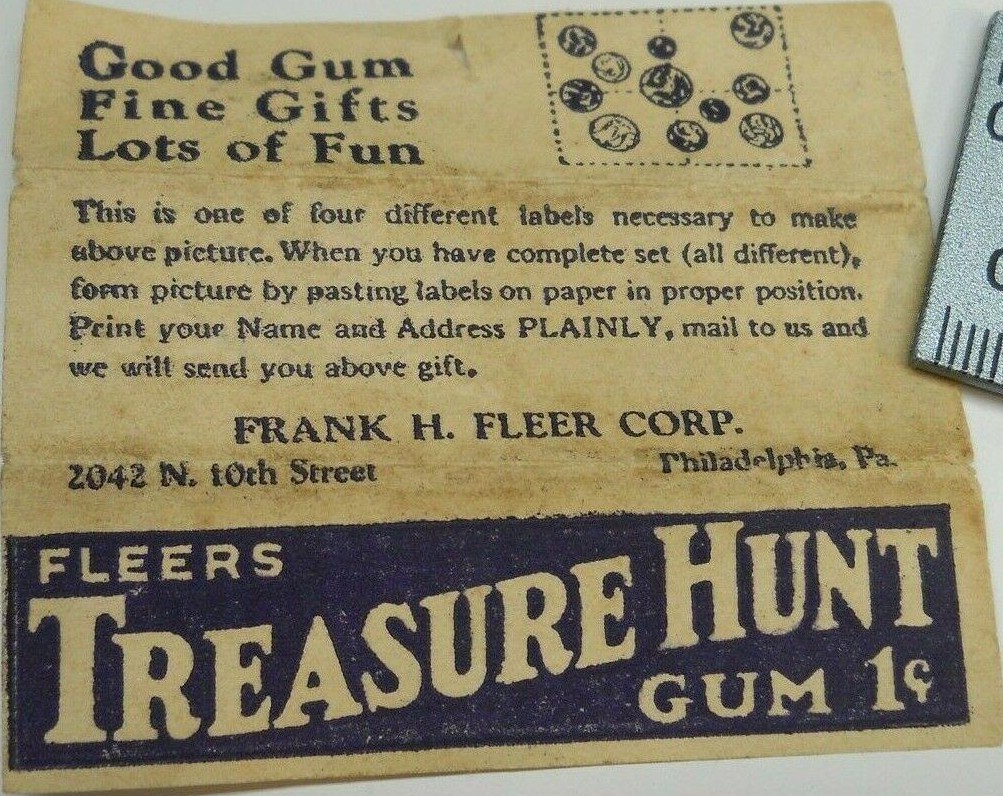 Good Gum
Fine Gifts
Lots of Fun
This is one of four different labels necessary to make
above picture. When you have complete set (all different),
form picture by pasting labels on paper in proper position.
Print your Name and Address PLAINLY, mail to us and
we will send you above gift.
FRANK H. FLEER CORP.
2042 N. 10th Street Philadelphia, Pa.
FLEERS
TREASURE HUNT
GUM 1¢